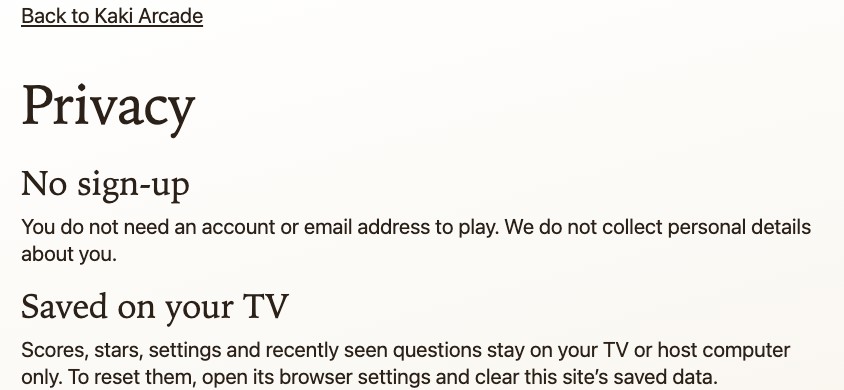 Back to Kaki Arcade
Privacy
No sign-up
You do not need an account or email address to play. We do not collect personal details
about you.
Saved on your TV
Scores, stars, settings and recently seen questions stay on your TV or host computer
only. To reset them, open its browser settings and clear this site’s saved data.